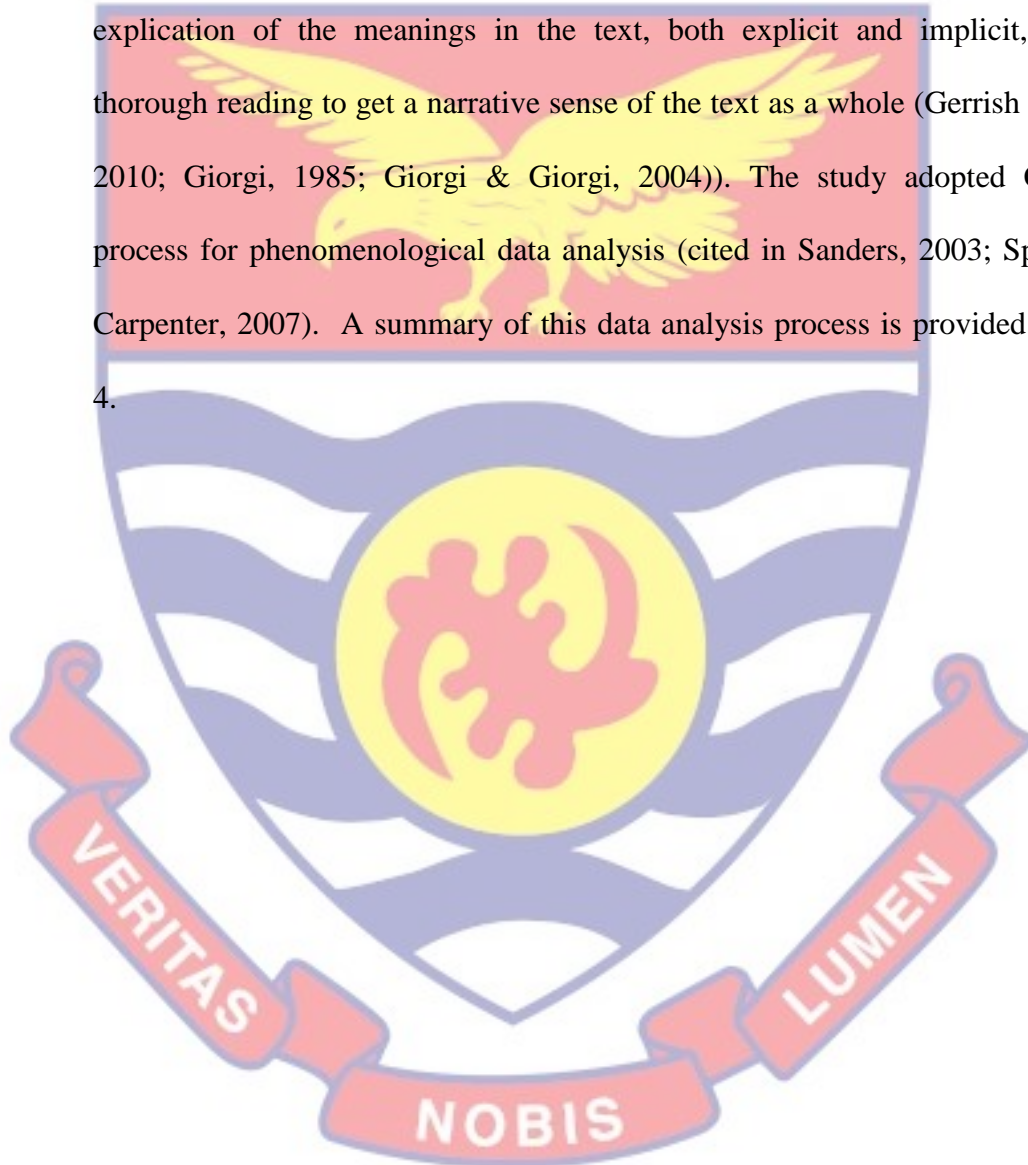 explication of the meanings in the text, both explicit and implicit,
thorough reading to get a narrative sense of the text as a whole (Gerrish
2010; Giorgi, 1985; Giorgi & Giorgi, 2004)). The study adopted
process for phenomenological data analysis (cited in Sanders, 2003;
Carpenter, 2007). A summary of this data analysis process is provided
4.
VERITAS
NOBIS
LUMEN